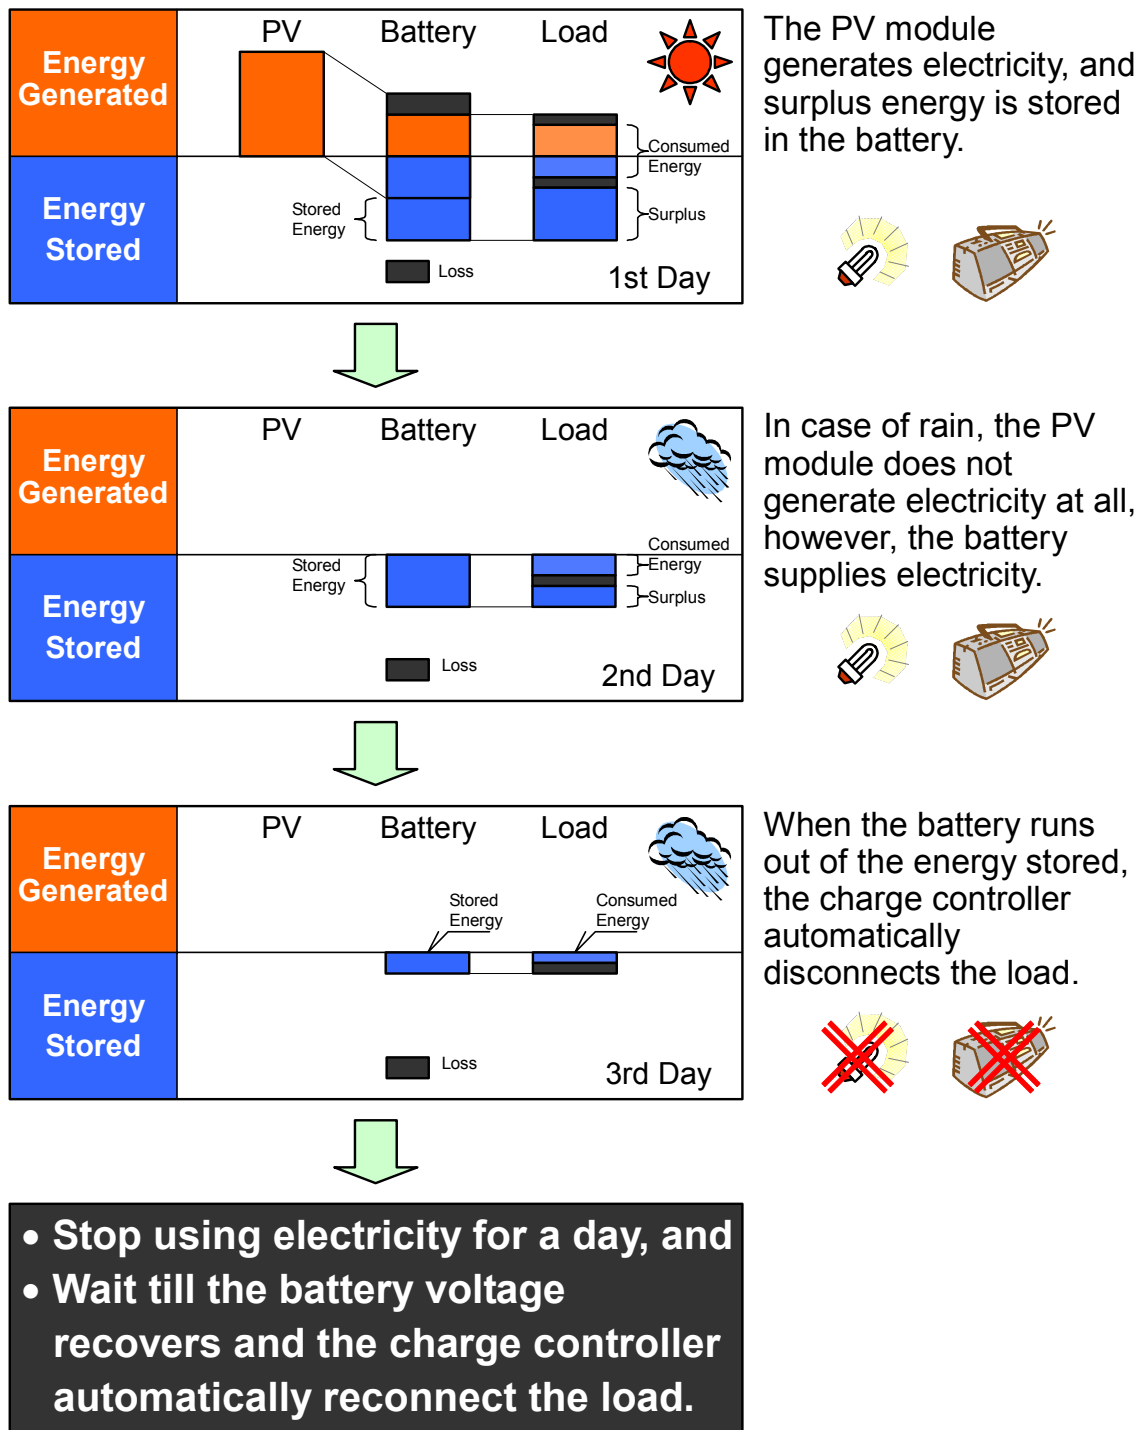 PV Battery Load
Energy
Generated
Energy
Stored
Consumed
Energy
Stored
Energy
Surplus
Loss
1st Day
The PV module
generates electricity, and
surplus energy is stored
in the battery.
PV Battery Load
Energy
Generated
Energy
Stored
Consumed
Energy
Stored
Energy
Surplus
Loss
2nd Day
In case of rain, the PV
module does not
generate electricity at all,
however, the battery
supplies electricity.
PV Battery Load
Energy
Generated
Energy
Stored
Stored
Energy
Consumed
Energy
Loss
3rd Day
When the battery runs
out of the energy stored,
the charge controller
automatically
disconnects the load.
• Stop using electricity for a day, and
• Wait till the battery voltage
recovers and the charge controller
automatically reconnect the load.